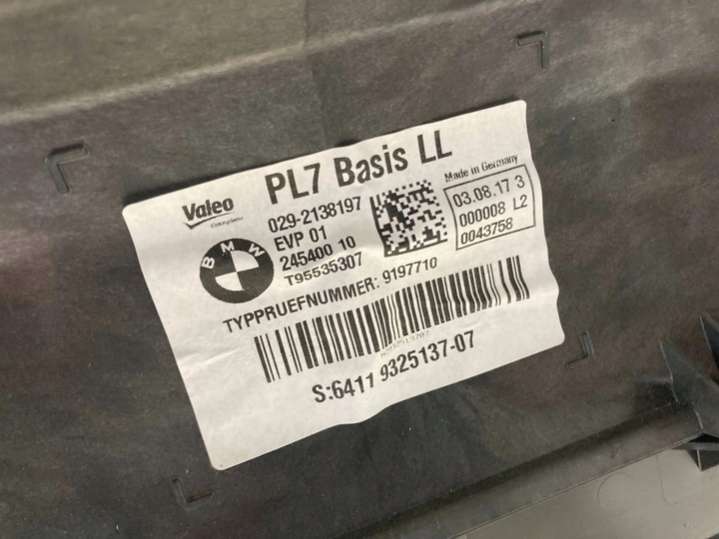 PL7 Basis LL
Valeo
029-2138197
EVP 01
245400 10
T95535307
BMW
Made in Germany
03.08.17 3
000008 L2
0043758
TYPPRUEFNUMMER: 9197710
S:6411 9325137-07